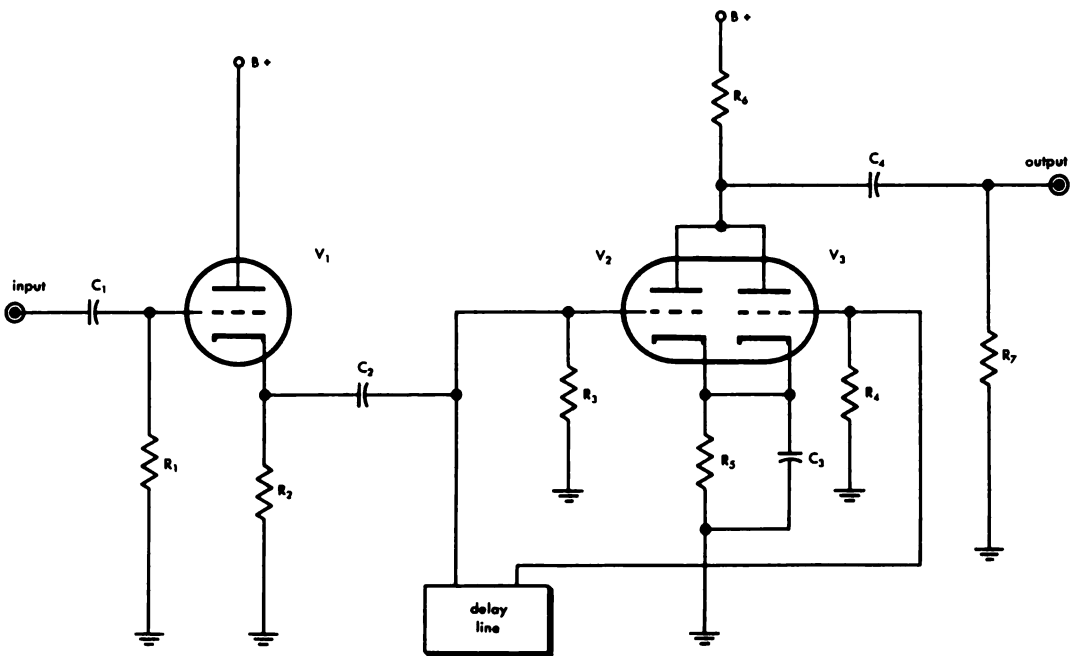 B+
B+
R₆
C₄
output
V₁
V₂
V₃
input
C₁
C₂
R₃
R₄
R₇
R₁
R₂
R₅
C₃
delay
line